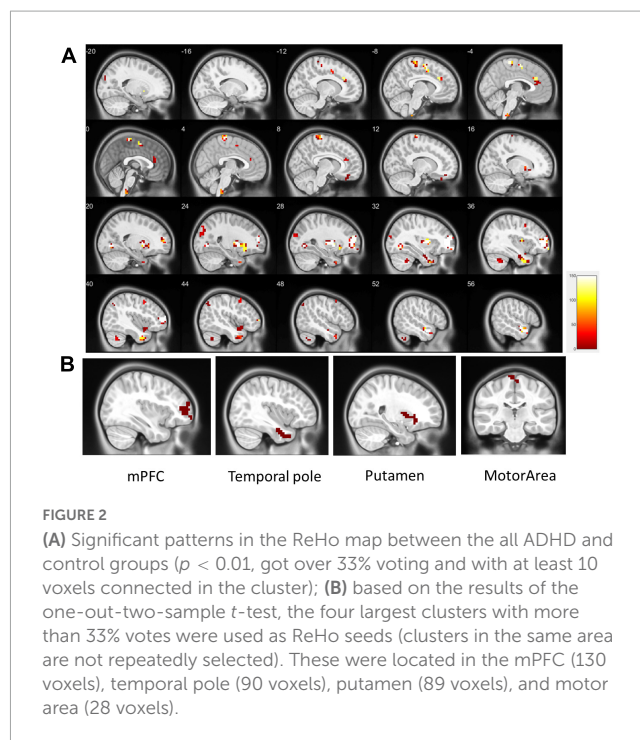 A
-20 -16 -12 -8 -4
0 4 8 12 16
20 24 28 32 36
40 44 48 52 56
150
100
50
0
B
mPFC Temporal pole Putamen MotorArea
FIGURE 2
(A) Significant patterns in the ReHo map between the all ADHD and
control groups (p < 0.01, got over 33% voting and with at least 10
voxels connected in the cluster); (B) based on the results of the
one-out-two-sample t-test, the four largest clusters with more
than 33% votes were used as ReHo seeds (clusters in the same area
are not repeatedly selected). These were located in the mPFC (130
voxels), temporal pole (90 voxels), putamen (89 voxels), and motor
area (28 voxels).